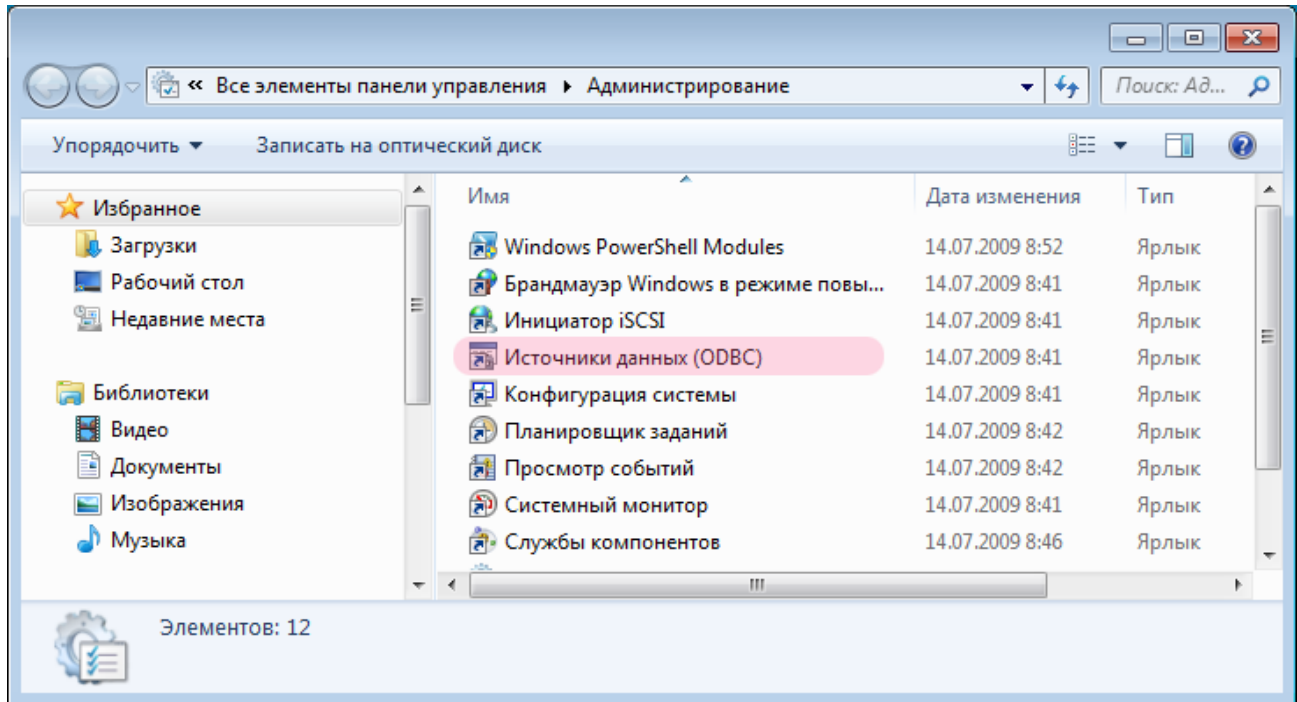 « Все элементы панели управления ▸ Администрирование
Поиск: Ад...
Упорядочить
Записать на оптический диск
Избранное
Загрузки
Рабочий стол
Недавние места
Библиотеки
Видео
Документы
Изображения
Музыка
Имя Дата изменения Тип
Windows PowerShell Modules 14.07.2009 8:52 Ярлык
Брандмауэр Windows в режиме повы... 14.07.2009 8:41 Ярлык
Инициатор iSCSI 14.07.2009 8:41 Ярлык
Источники данных (ODBC) 14.07.2009 8:41 Ярлык
Конфигурация системы 14.07.2009 8:41 Ярлык
Планировщик заданий 14.07.2009 8:42 Ярлык
Просмотр событий 14.07.2009 8:42 Ярлык
Системный монитор 14.07.2009 8:41 Ярлык
Службы компонентов 14.07.2009 8:46 Ярлык
Элементов: 12